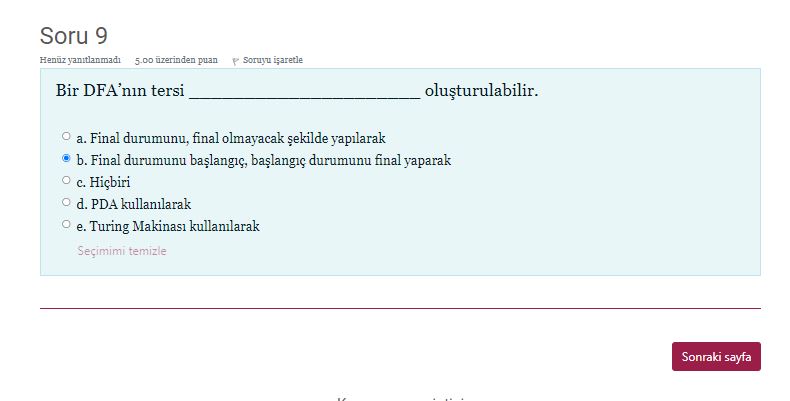 Soru 9
Henüz yanıtlanmadı 5.00 üzerinden puan Soruyu işaretle
Bir DFA’nın tersi __________________________ oluşturulabilir.
a. Final durumunu, final olmayacak şekilde yapılarak
b. Final durumunu başlangıç, başlangıç durumunu final yaparak
c. Hiçbiri
d. PDA kullanılarak
e. Turing Makinası kullanılarak
Seçimimi temizle
Sonraki sayfa